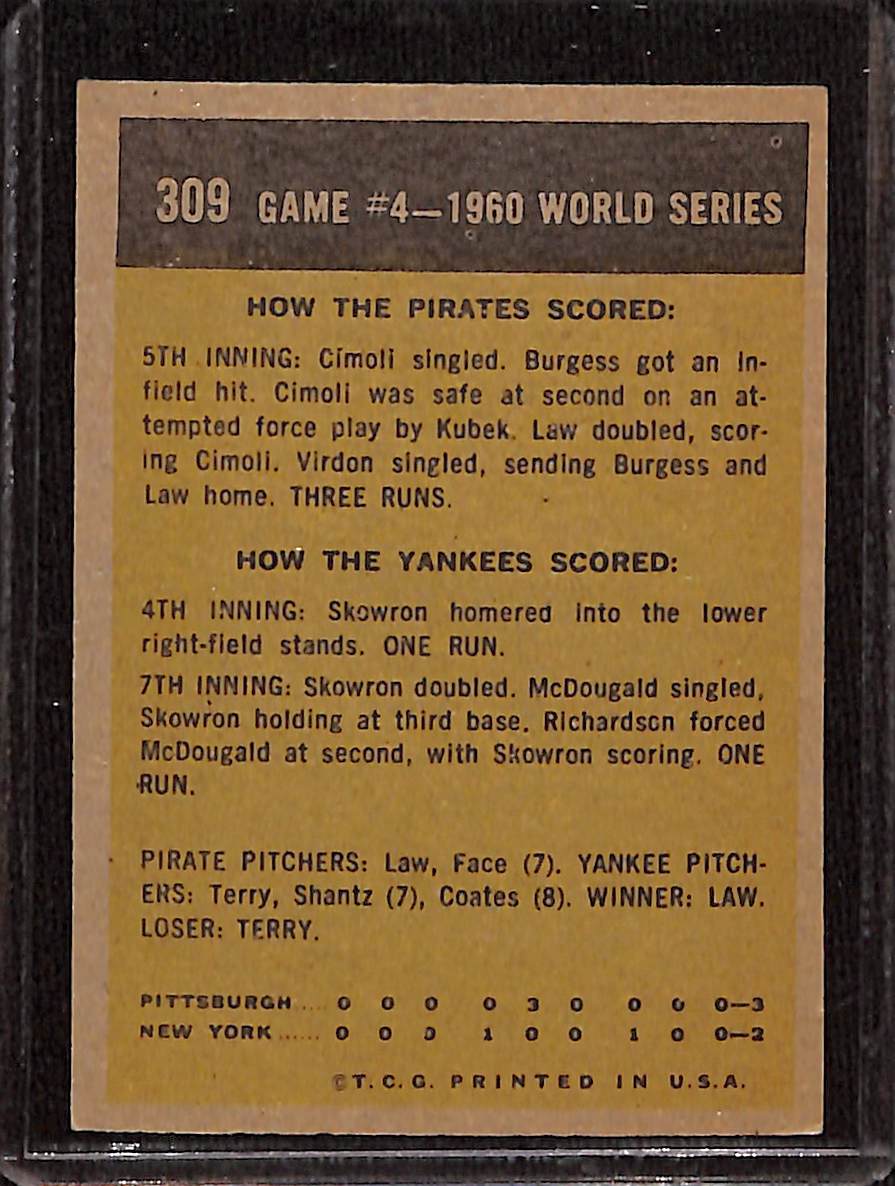 309 GAME #4—1960 WORLD SERIES
HOW THE PIRATES SCORED:
5TH INNING: Cimoli singled. Burgess got an in-
field hit. Cimoli was safe at second on an at-
tempted force play by Kubek. Law doubled, scor-
ing Cimoli. Virdon singled, sending Burgess and
Law home. THREE RUNS.
HOW THE YANKEES SCORED:
4TH INNING: Skowron homered into the lower
right-field stands. ONE RUN.
7TH INNING: Skowron doubled. McDougald singled,
Skowron holding at third base. Richardson forced
McDougald at second, with Skowron scoring. ONE
RUN.
PIRATE PITCHERS: Law, Face (7). YANKEE PITCH-
ERS: Terry, Shantz (7), Coates (8). WINNER: LAW.
LOSER: TERRY.
PITTSBURGH .... 0 0 0 0 3 0 0 0 0—3
NEW YORK ...... 0 0 0 1 0 0 1 0 0—2
©T.C.G. PRINTED IN U.S.A.